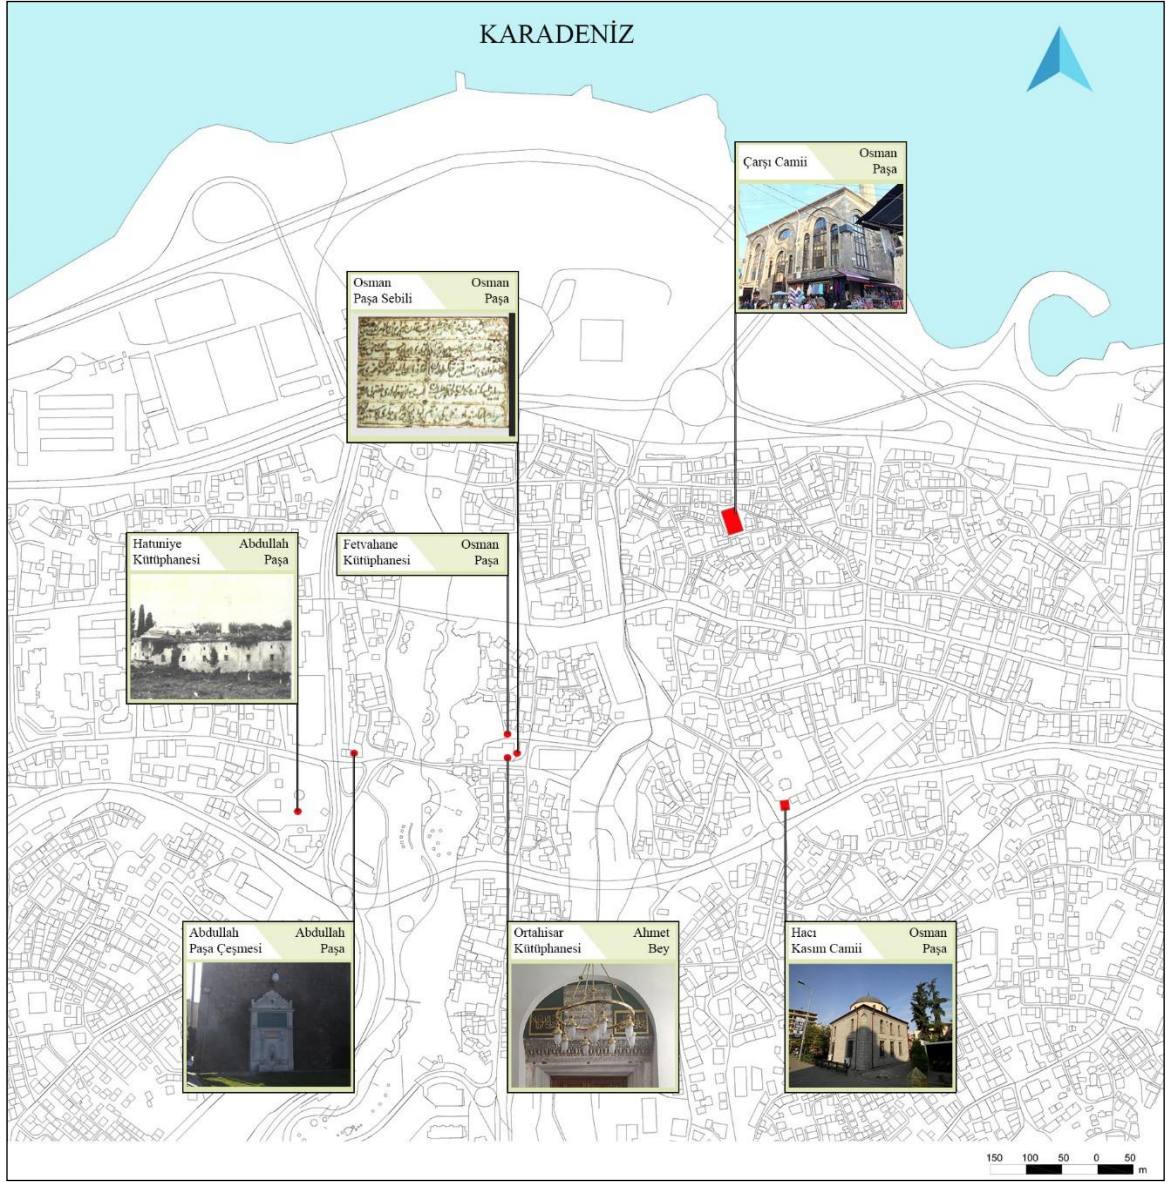 KARADENİZ
Çarşı Camii
Osman
Paşa
Osman
Paşa Sebili
Osman
Paşa
Hatuniye
Kütüphanesi
Abdullah
Paşa
Fetvahane
Kütüphanesi
Osman
Paşa
Abdullah
Paşa Çeşmesi
Abdullah
Paşa
Ortahisar
Kütüphanesi
Ahmet
Bey
Hacı
Kasım Camii
Osman
Paşa
150 100 50 0 50
m